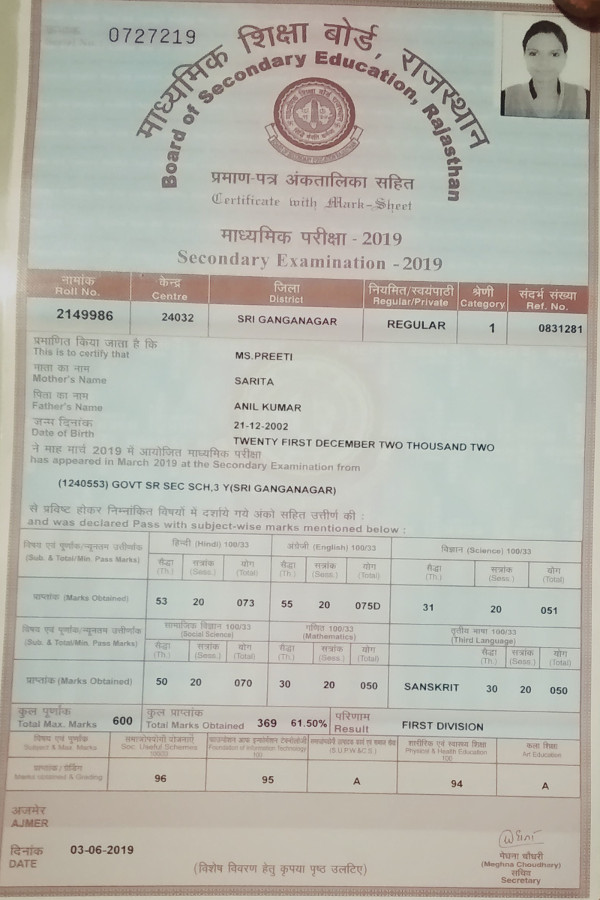 0727219
माध्यमिक शिक्षा बोर्ड, राजस्थान
Board of Secondary Education, Rajasthan
प्रमाण-पत्र अंकतालिका सहित
Certificate with Mark-Sheet
माध्यमिक परीक्षा - 2019
Secondary Examination - 2019
नामांक केन्द्र जिला नियमित/स्वयंपाठी श्रेणी संदर्भ संख्या
Roll No. Centre District Regular/Private Category Ref. No.
2149986 24032 SRI GANGANAGAR REGULAR 1 0831281
प्रमाणित किया जाता है कि
This is to certify that MS.PREETI
माता का नाम
Mother's Name SARITA
पिता का नाम
Father's Name ANIL KUMAR
जन्म दिनांक 21-12-2002
Date of Birth TWENTY FIRST DECEMBER TWO THOUSAND TWO
ने माह मार्च 2019 में आयोजित माध्यमिक परीक्षा
has appeared in March 2019 at the Secondary Examination from
(1240553) GOVT SR SEC SCH,3 Y(SRI GANGANAGAR)
से प्रविष्ट होकर निम्नांकित विषयों में दर्शाये गये अंको सहित उत्तीर्ण की :
and was declared Pass with subject-wise marks mentioned below :
विषय एवं पूर्णांक/न्यूनतम उत्तीर्णांक हिन्दी (Hindi) 100/33 अंग्रेजी (English) 100/33 विज्ञान (Science) 100/33
(Sub. & Total/Min. Pass Marks) सैद्धा सत्रांक योग सैद्धा सत्रांक योग सैद्धा सत्रांक योग
(Th.) (Sess.) (Total) (Th.) (Sess.) (Total) (Th.) (Sess.) (Total)
प्राप्तांक (Marks Obtained) 53 20 073 55 20 075D 31 20 051
विषय एवं पूर्णांक/न्यूनतम उत्तीर्णांक सामाजिक विज्ञान 100/33 गणित 100/33 तृतीय भाषा 100/33
(Sub. & Total/Min. Pass Marks) (Social Science) (Mathematics) (Third Language)
सैद्धा सत्रांक योग सैद्धा सत्रांक योग सैद्धा सत्रांक योग
(Th.) (Sess.) (Total) (Th.) (Sess.) (Total) (Th.) (Sess.) (Total)
प्राप्तांक (Marks Obtained) 50 20 070 30 20 050 SANSKRIT 30 20 050
कुल पूर्णांक कुल प्राप्तांक परिणाम
Total Max. Marks 600 Total Marks Obtained 369 61.50% Result FIRST DIVISION
विषय एवं पूर्णांक समाजोपयोगी योजनाऐं शारीरिक एवं स्वास्थ्य शिक्षा कला शिक्षा
Subject & Max. Marks Soc. Useful Schemes Foundation of Information Technology (S.U.P.W.&C.S.) Physical & Health Education Art Education
100 100
Marks obtained & Grading 96 95 A 94 A
अजमेर
AJMER
दिनांक
DATE 03-06-2019
मेघना चौधरी
(Meghna Choudhary)
सचिव
Secretary
(विशेष विवरण हेतु कृपया पृष्ठ उलटिए)